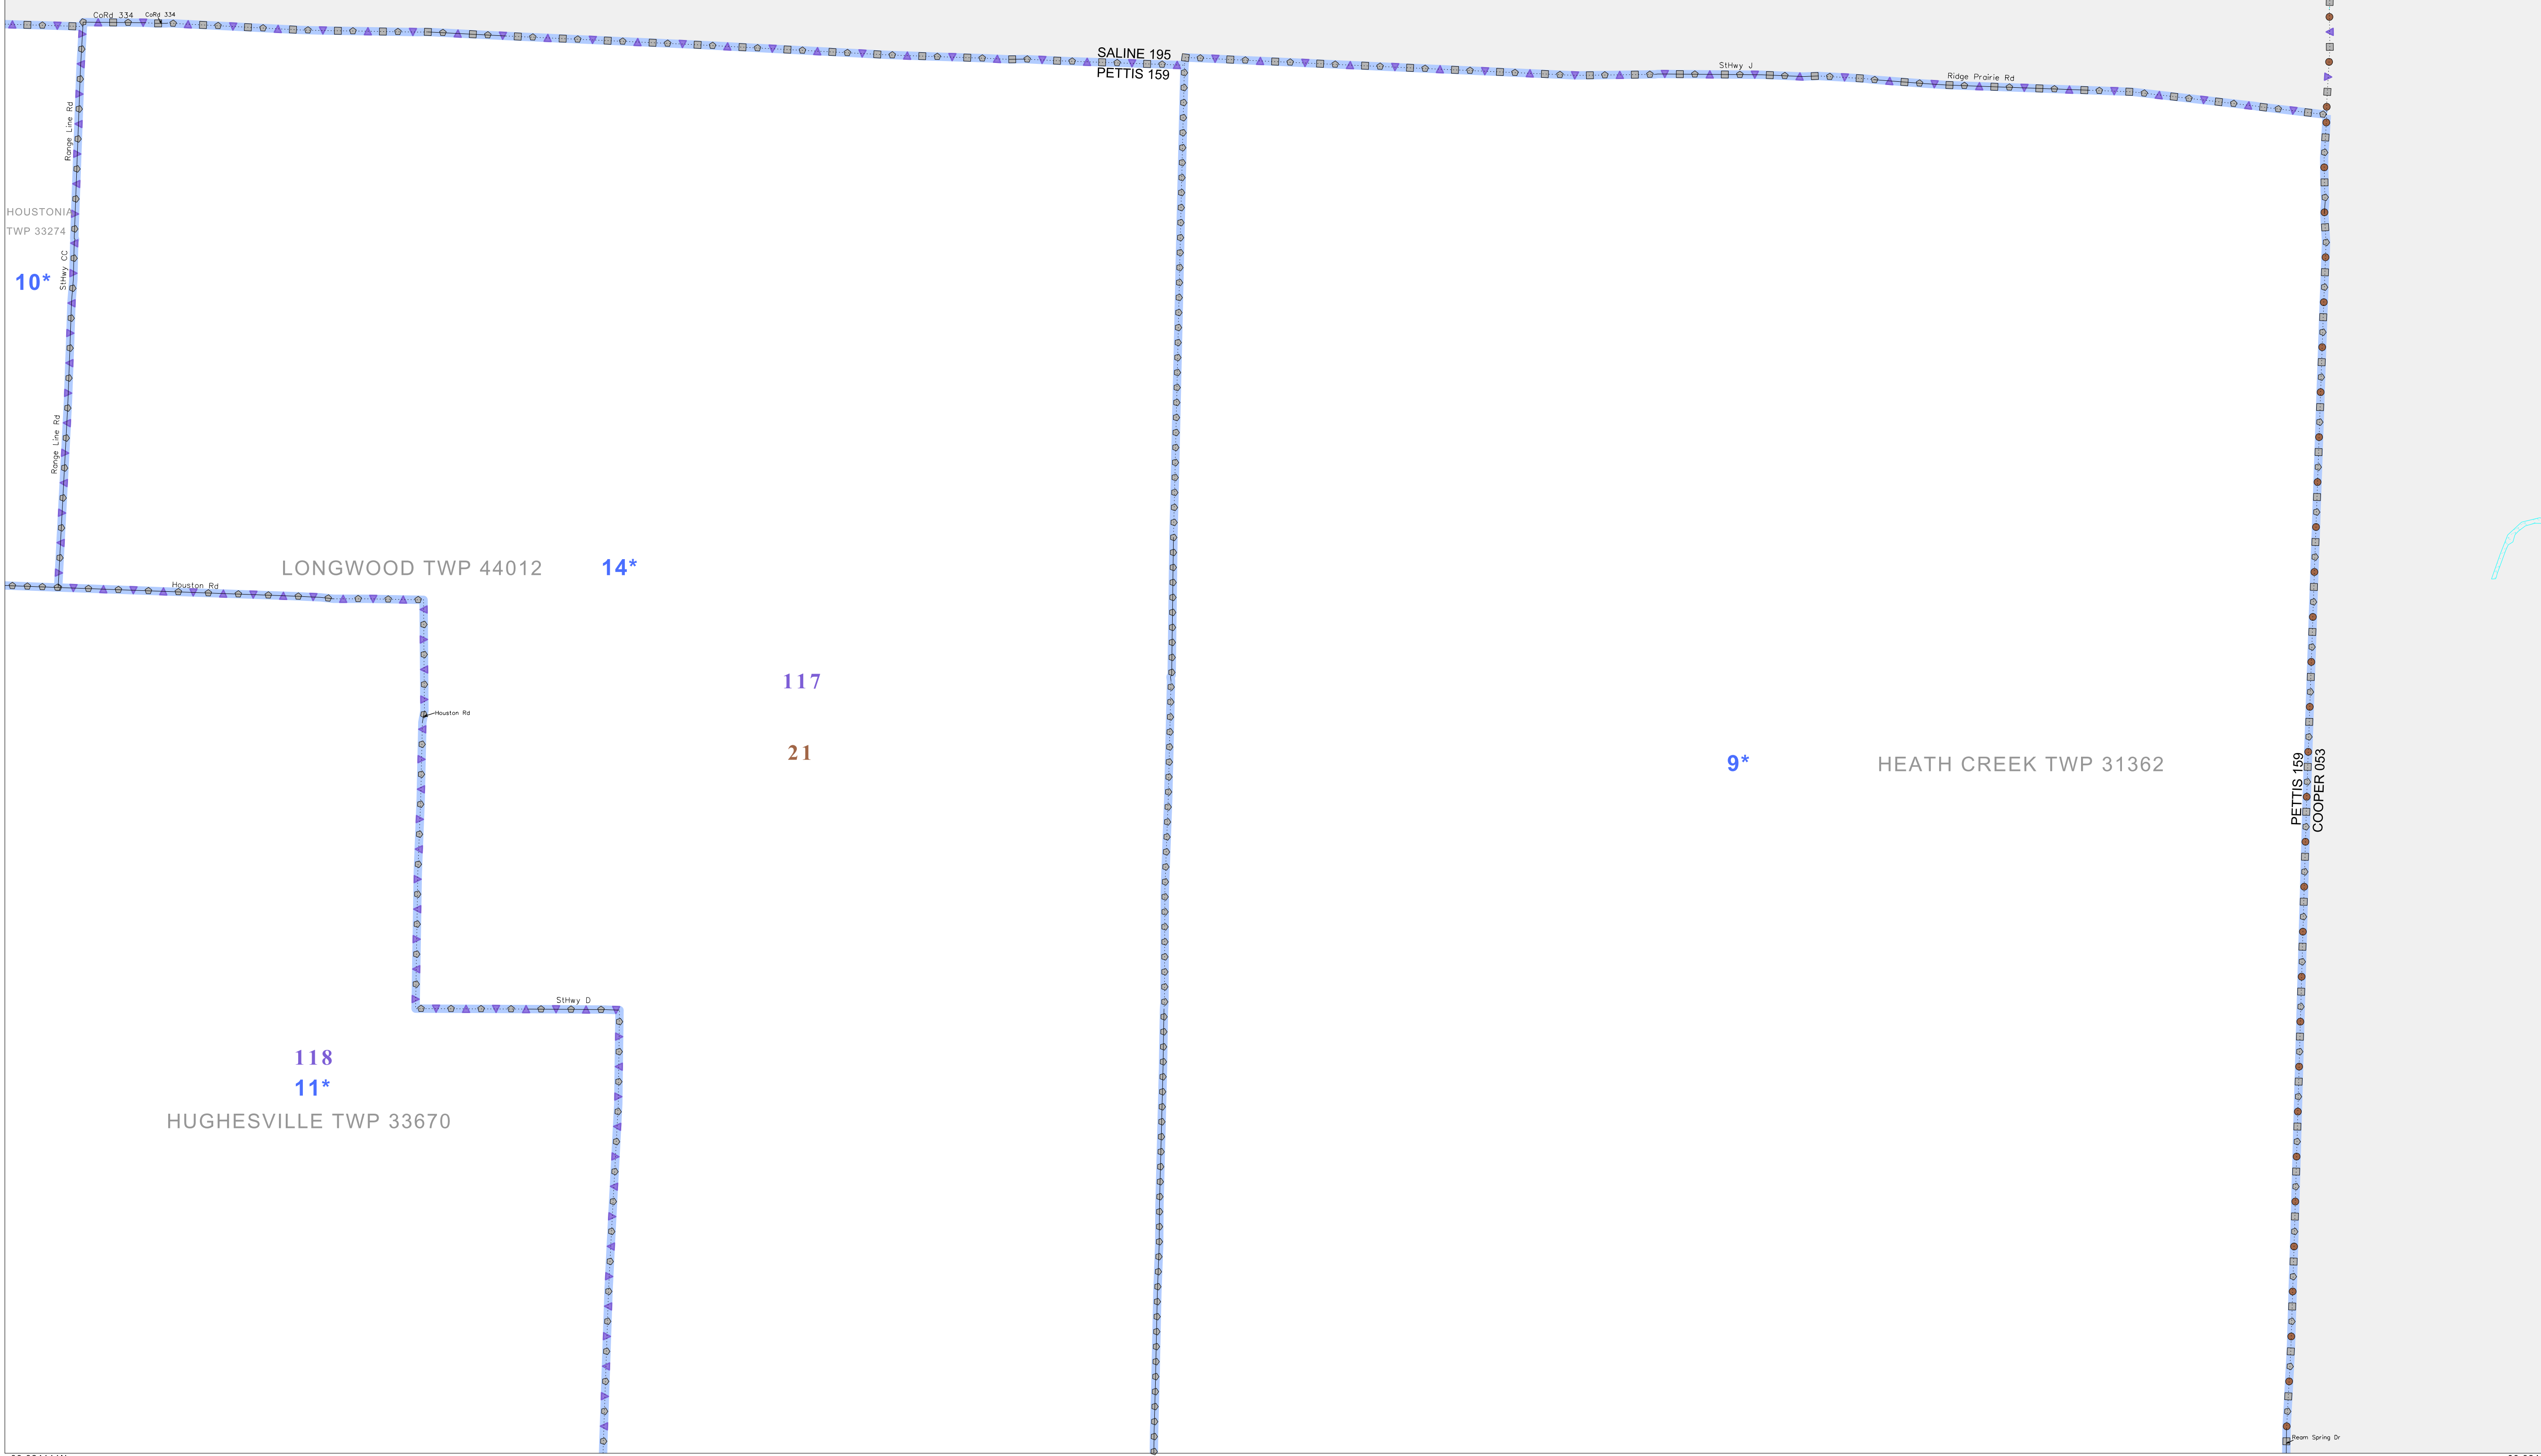 CoRd 334
CoRd 334
SALINE 195
PETTIS 159
StHwy J
Ridge Prairie Rd
Range Line Rd
HOUSTONIA
TWP 33274
StHwy CC
10*
Range Line Rd
LONGWOOD TWP 44012
14*
Houston Rd
117
Houston Rd
21
9*
HEATH CREEK TWP 31362
PETTIS 159
COOPER 053
StHwy D
118
11*
HUGHESVILLE TWP 33670
Ream Spring Dr